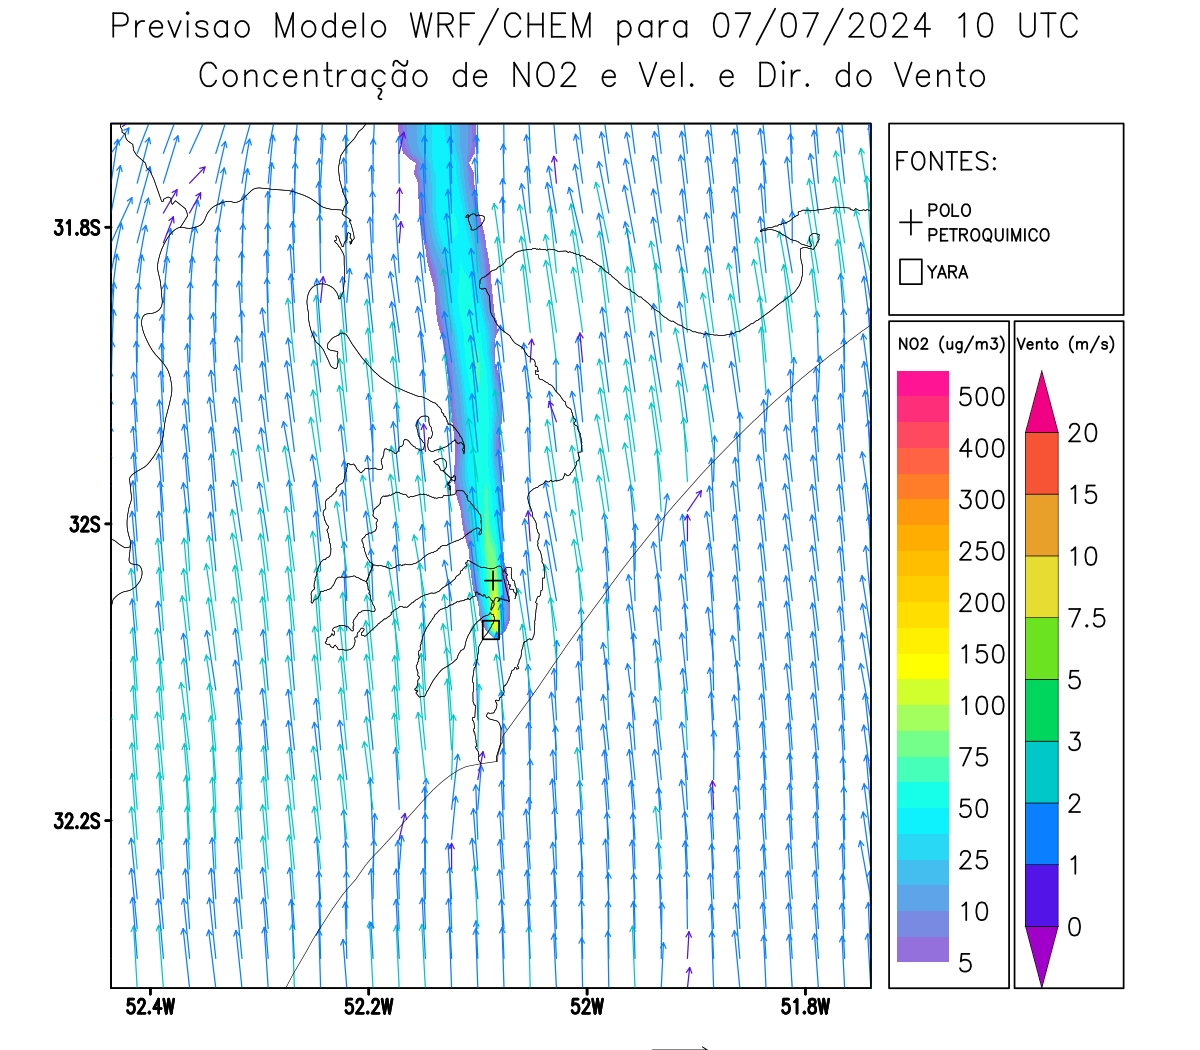 Previsao Modelo WRF/CHEM para 07/07/2024 10 UTC
Concentração de NO2 e Vel. e Dir. do Vento
FONTES:
POLO
PETROQUIMICO
YARA
31.8S
32S
32.2S
52.4W
52.2W
52W
51.8W
NO2 (ug/m3)
500
400
300
250
200
150
100
75
50
25
10
5
Vento (m/s)
20
15
10
7.5
5
3
2
1
0